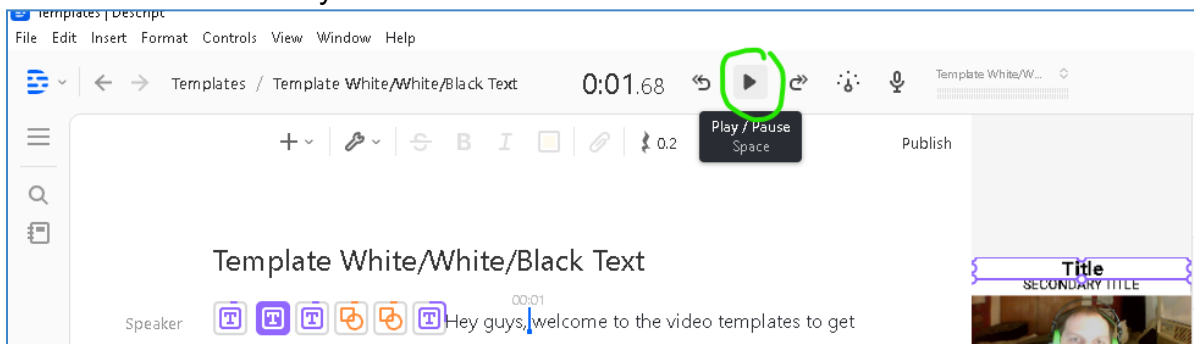 Templates | Descript
File Edit Insert Format Controls View Window Help
Templates / Template White/White/Black Text 0:01.68 Template White/W...
Play / Pause
Space
B I 0.2 Publish
Template White/White/Black Text
00:01
Speaker T T T T Hey guys, welcome to the video templates to get
Title
SECONDARY TITLE